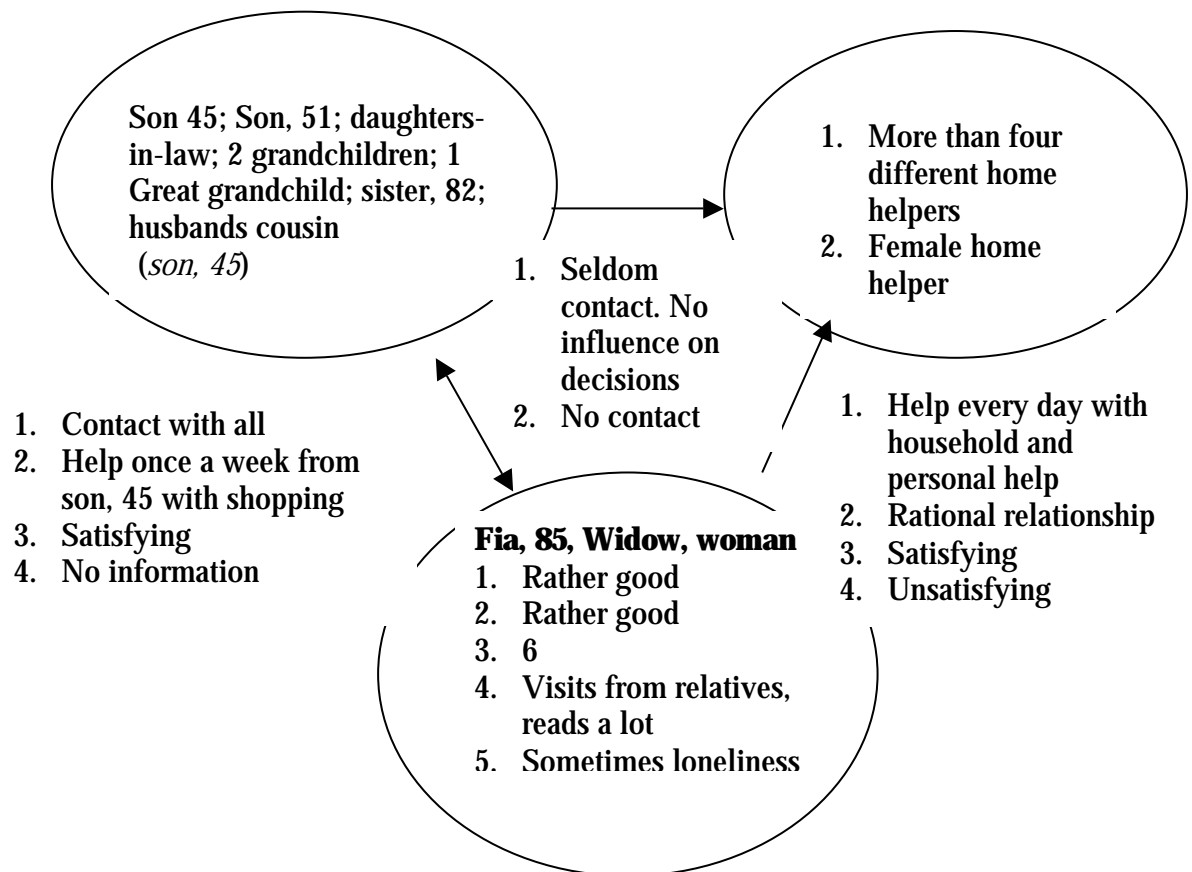 Son 45; Son, 51; daughters-
in-law; 2 grandchildren; 1
Great grandchild; sister, 82;
husbands cousin
(son, 45)
1. More than four
different home
helpers
2. Female home
helper
1. Seldom
contact. No
influence on
decisions
2. No contact
1. Contact with all
2. Help once a week from
son, 45 with shopping
3. Satisfying
4. No information
1. Help every day with
household and
personal help
2. Rational relationship
3. Satisfying
4. Unsatisfying
Fia, 85, Widow, woman
1. Rather good
2. Rather good
3. 6
4. Visits from relatives,
reads a lot
5. Sometimes loneliness